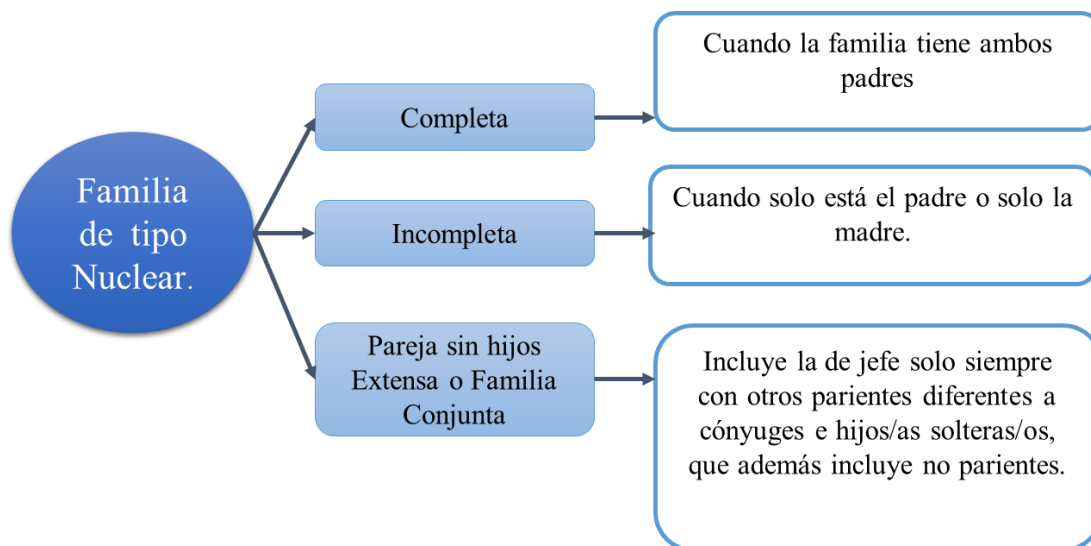 Familia
de tipo
Nuclear.
Completa
Cuando la familia tiene ambos
padres
Incompleta
Cuando solo está el padre o solo la
madre.
Pareja sin hijos
Extensa o Familia
Conjunta
Incluye la de jefe solo siempre
con otros parientes diferentes a
cónyuges e hijos/as solteras/os,
que además incluye no parientes.